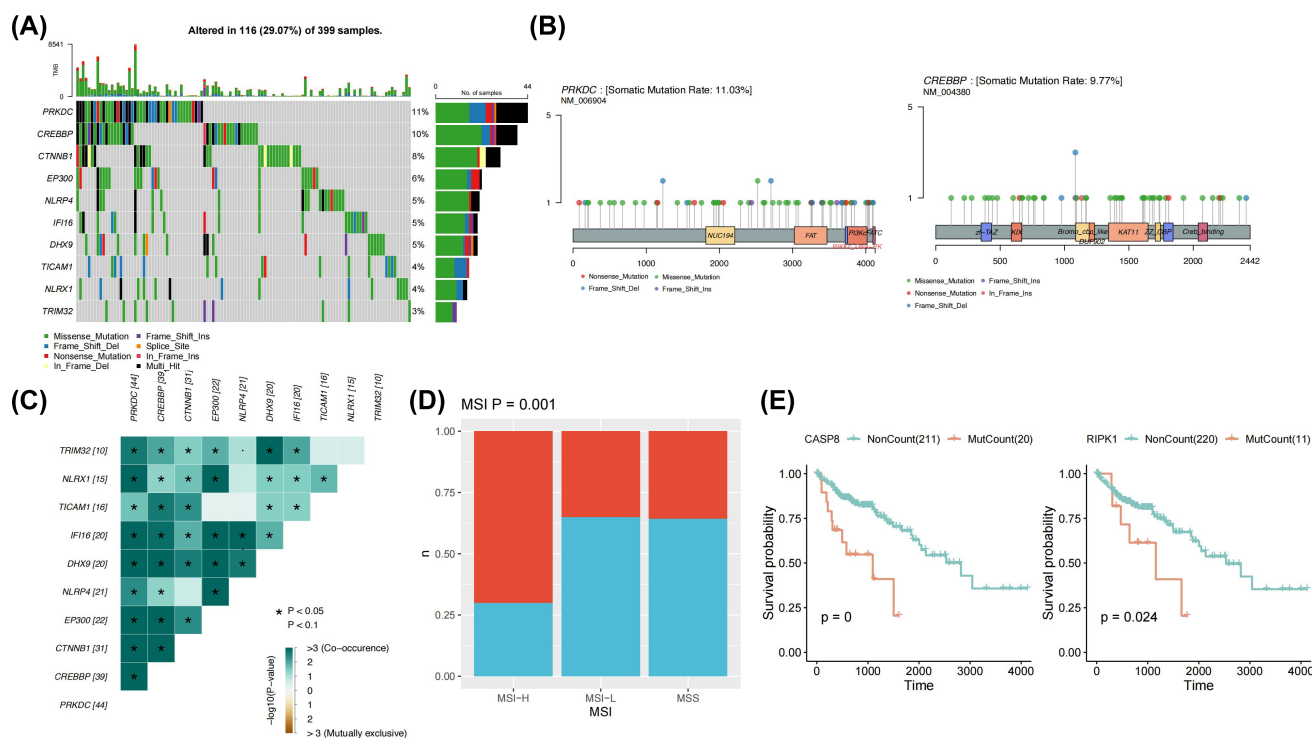 (A)
Altered in 116 (29.07%) of 399 samples.
8541
TMB
0
0 No. of samples 44
PRKDC 11%
CREBBP 10%
CTNNB1 8%
EP300 6%
NLRP4 5%
IFI16 5%
DHX9 5%
TICAM1 4%
NLRX1 4%
TRIM32 3%
Missense_Mutation Frame_Shift_Ins
Frame_Shift_Del Splice_Site
Nonsense_Mutation In_Frame_Ins
In_Frame_Del Multi_Hit
(B)
PRKDC : [Somatic Mutation Rate: 11.03%]
NM_006904
5
1
NUC194 FAT PI3Kc
0 1000 2000 3000 4000
Nonsense_Mutation Missense_Mutation
Frame_Shift_Del Frame_Shift_Ins
CREBBP : [Somatic Mutation Rate: 9.77%]
NM_004380
5
1
zf-TAZ KIX Bromo_cbp_like KAT11 ZZ_CBP Creb_binding
DUF902
0 500 1000 1500 2000 2442
Missense_Mutation Frame_Shift_Ins
Nonsense_Mutation In_Frame_Ins
Frame_Shift_Del
(C)
PRKDC [44] CREBBP [39 CTNNB1 [31] EP300 [22] NLRP4 [21] DHX9 [20] IFI16 [20] TICAM1 [16] NLRX1 [15] TRIM32 [10]
TRIM32 [10]
NLRX1 [15]
TICAM1 [16]
IFI16 [20]
DHX9 [20]
NLRP4 [21]
EP300 [22]
CTNNB1 [31]
CREBBP [39]
PRKDC [44]
* P < 0.05
P < 0.1
−log10(P−value)
>3 (Co−occurence)
2
1
0
1
2
> 3 (Mutually exclusive)
(D)
MSI P = 0.001
n
1.00
0.75
0.50
0.25
0.00
MSI−H MSI−L MSS
MSI
(E)
CASP8 NonCount(211) MutCount(20)
Survival probability
1.00
0.75
0.50
0.25
0.00
p = 0
0 1000 2000 3000 4000
Time
RIPK1 NonCount(220) MutCount(11)
Survival probability
1.00
0.75
0.50
0.25
0.00
p = 0.024
0 1000 2000 3000 4000
Time